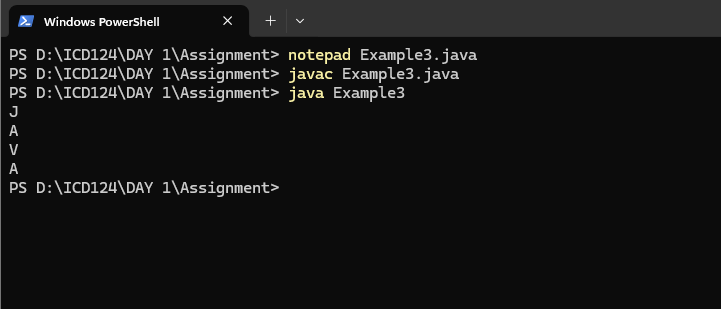 Windows PowerShell
PS D:\ICD124\DAY 1\Assignment> notepad Example3.java
PS D:\ICD124\DAY 1\Assignment> javac Example3.java
PS D:\ICD124\DAY 1\Assignment> java Example3
J
A
V
A
PS D:\ICD124\DAY 1\Assignment>